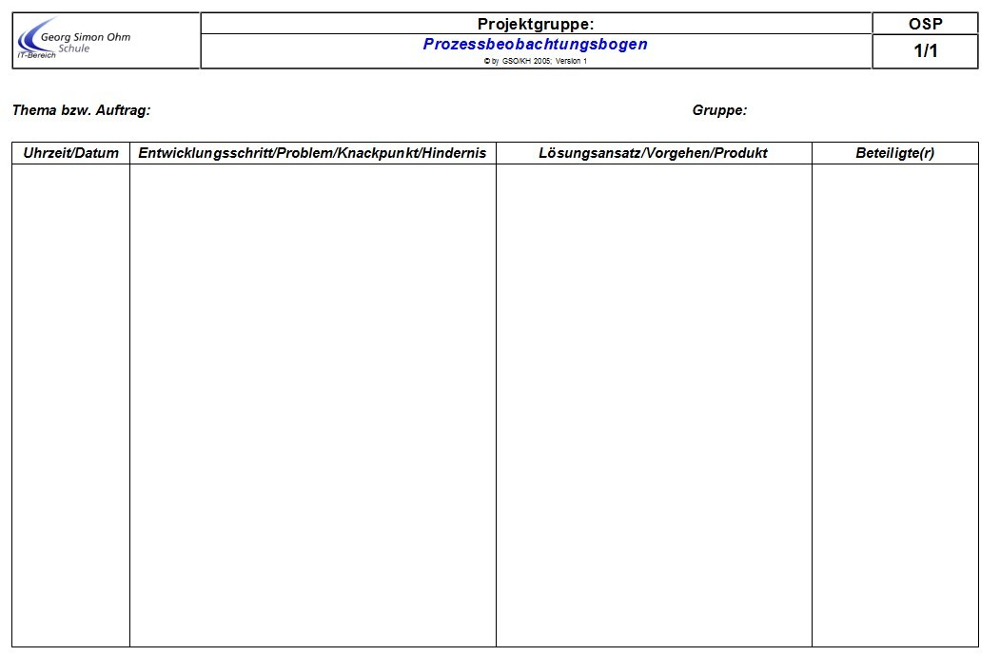 Georg Simon Ohm
Schule
IT-Bereich
Projektgruppe:
Prozessbeobachtungsbogen
© by GSO/KH 2005; Version 1
OSP
1/1
Thema bzw. Auftrag: Gruppe:
Uhrzeit/Datum Entwicklungsschritt/Problem/Knackpunkt/Hindernis Lösungsansatz/Vorgehen/Produkt Beteiligte(r)